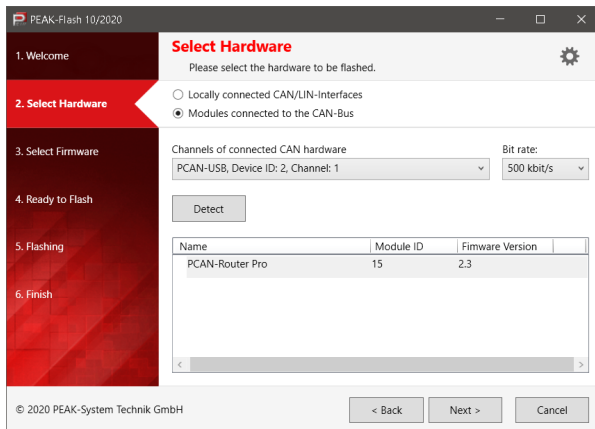 PEAK-Flash 10/2020
1. Welcome
2. Select Hardware
3. Select Firmware
4. Ready to Flash
5. Flashing
6. Finish
Select Hardware
Please select the hardware to be flashed.
Locally connected CAN/LIN-Interfaces
Modules connected to the CAN-Bus
Channels of connected CAN hardware Bit rate:
PCAN-USB, Device ID: 2, Channel: 1 500 kbit/s
Detect
Name Module ID Fimware Version
PCAN-Router Pro 15 2.3
© 2020 PEAK-System Technik GmbH < Back Next > Cancel